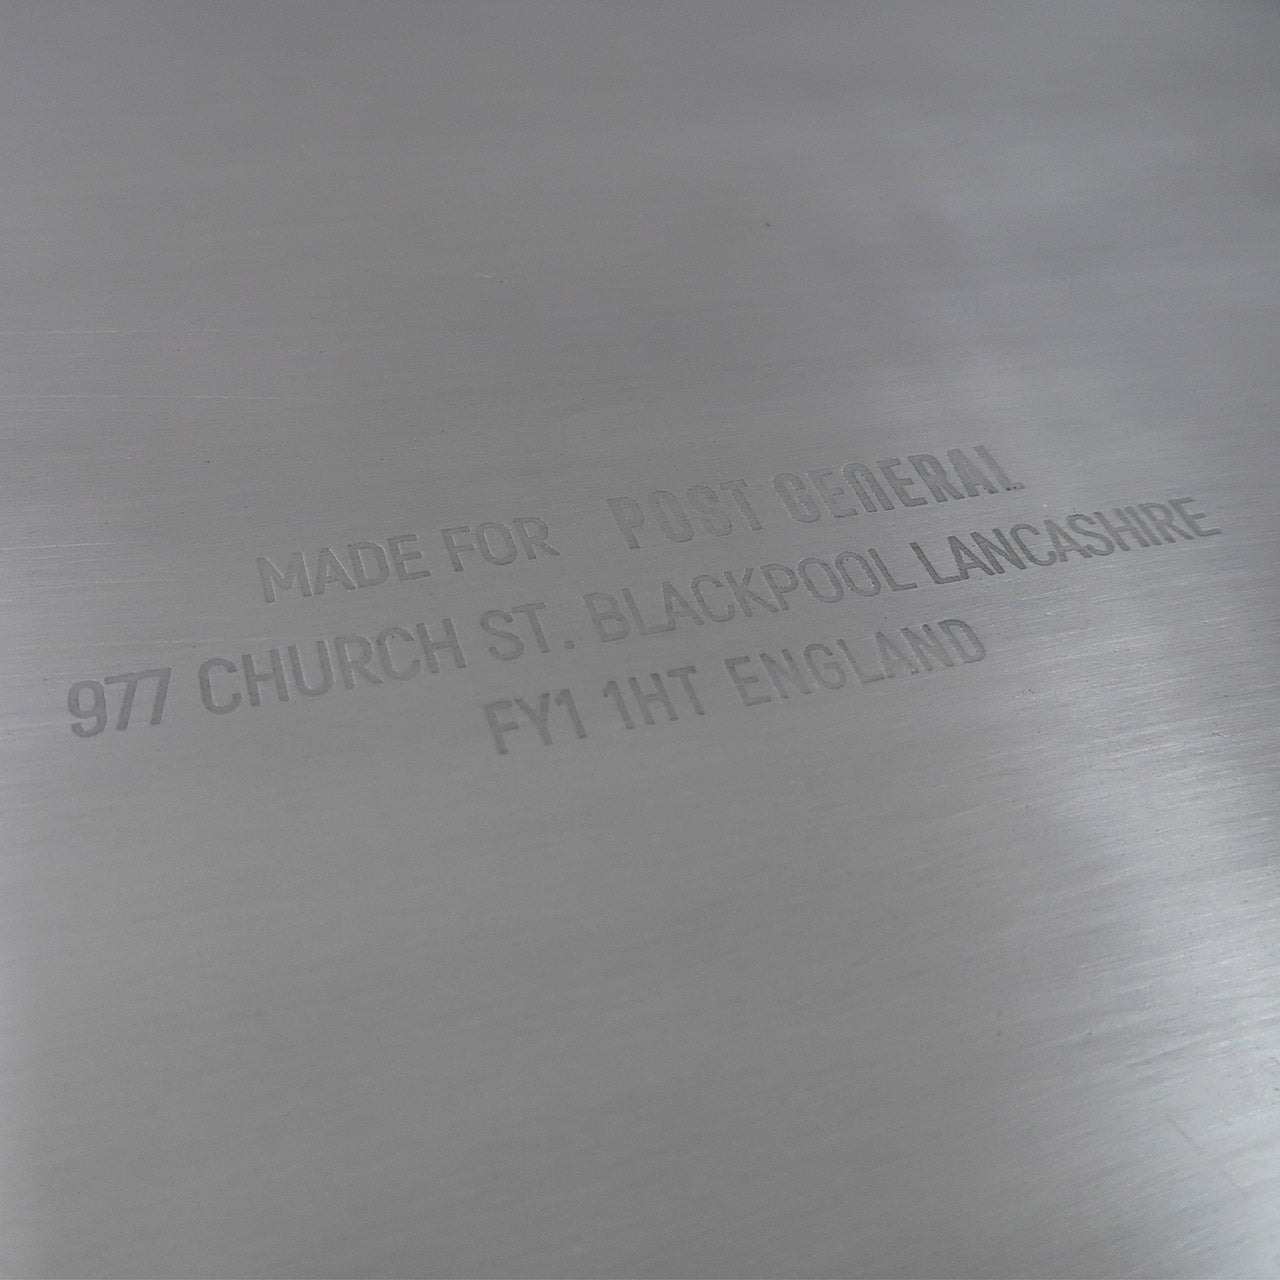 MADE FOR POST GENERAL
977 CHURCH ST. BLACKPOOL LANCASHIRE
FY1 1HT ENGLAND